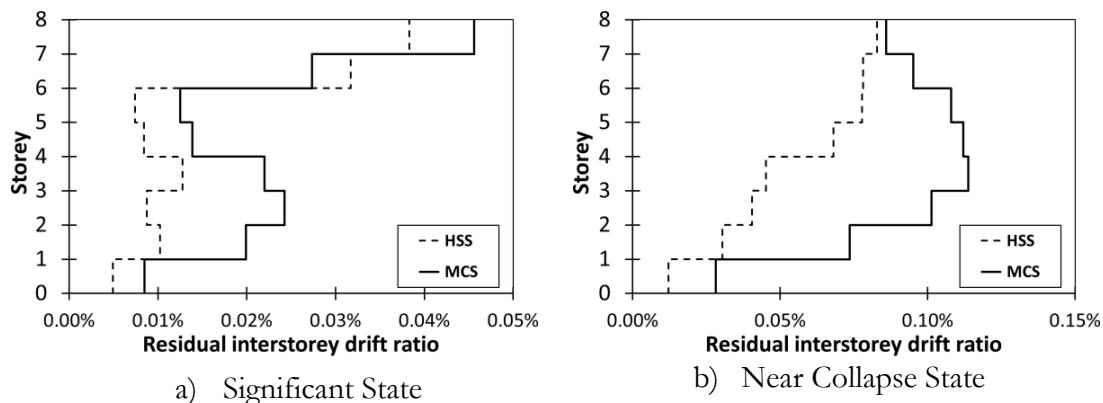 8
7
6
5
4
3
2
1
0
Storey
HSS
MCS
0.00% 0.01% 0.02% 0.03% 0.04% 0.05%
Residual interstorey drift ratio
a) Significant State
8
7
6
5
4
3
2
1
0
Storey
HSS
MCS
0.00% 0.05% 0.10% 0.15%
Residual interstorey drift ratio
b) Near Collapse State